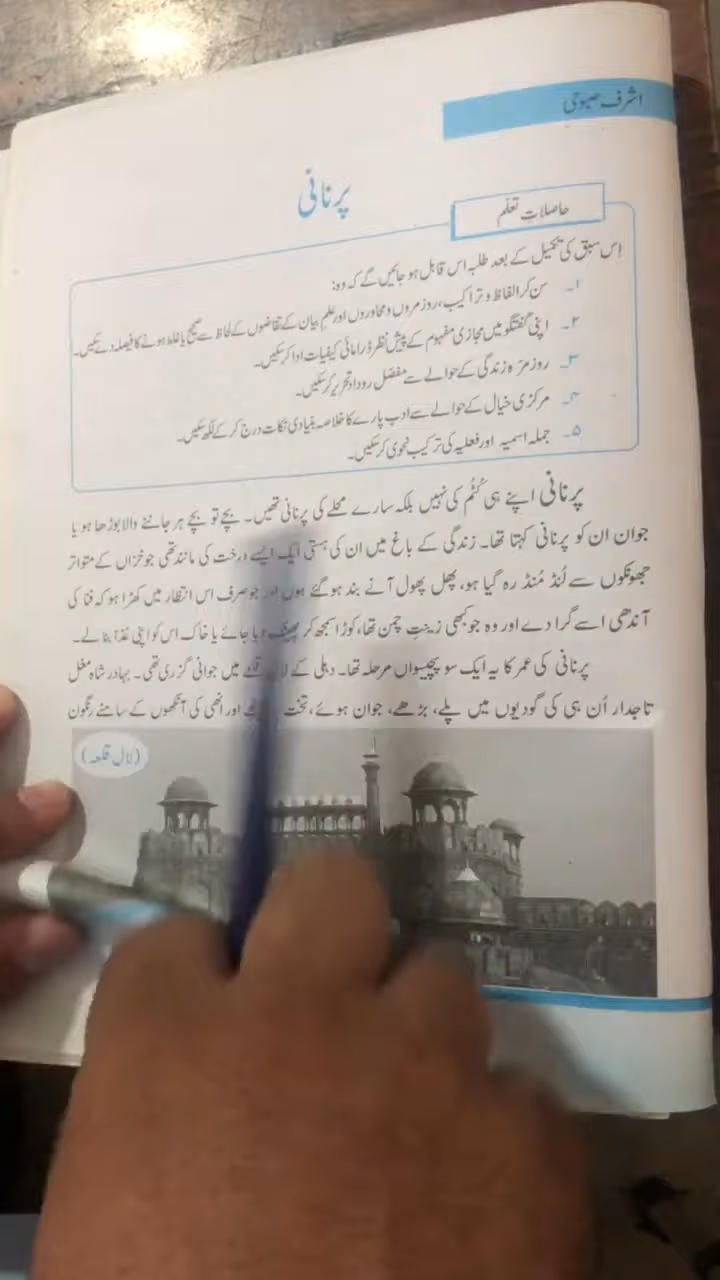 اشرف صبوحی
پرنانی
حاصلاتِ تعلّم
اِس سبق کی تکمیل کے بعد طلبہ اس قابل ہو جائیں گے کہ وہ:
۱۔ سن کر الفاظ و تراکیب، روزمروں و محاوروں اور علم بیان کے تقاضوں کے لحاظ سے صحیح یا غلط ہونے کا فیصلہ دے سکیں۔
۲۔ اپنی گفتگو میں مجازی مفہوم کے پیش نظر ڈرامائی کیفیات ادا کر سکیں۔
۳۔ روزمرّہ زندگی کے حوالے سے مفصّل روداد تحریر کر سکیں۔
۴۔ مرکزی خیال کے حوالے سے ادب پارے کا خلاصہ بنیادی نکات درج کر کے لکھ سکیں۔
۵۔ جملہ اسمیہ اور فعلیہ کی ترکیب نحوی کر سکیں۔
پرنانی اپنے ہی کُٹُم کی نہیں بلکہ سارے محلے کی پرنانی تھیں۔ بچے تو بچے ہر جاننے والا بوڑھا ہو یا
جوان ان کو پرنانی کہتا تھا۔ زندگی کے باغ میں ان کی ہستی ایک ایسے درخت کی مانند تھی جو خزاں کے متواتر
جھونکوں سے لُنڈ مُنڈ رہ گیا ہو، پھل پھول آنے بند ہو گئے ہوں اور جو صرف اس انتظار میں کھڑا ہو کہ فنا کی
آندھی اسے گرا دے اور وہ جو کبھی زینتِ چمن تھا، کوڑا سمجھ کر پھینک دیا جائے یا خاک اس کو اپنی غذا بنا لے۔
پرنانی کی عمر کا یہ ایک سو پچیسواں مرحلہ تھا۔ دہلی کے لال قلعے میں جوانی گزری تھی۔ بہادر شاہ مغل
تاجدار اُن ہی کی گودیوں میں پلے، بڑھے، جوان ہوئے، تخت اور انھی کی آنکھوں کے سامنے رنگون
(لال قلعہ)